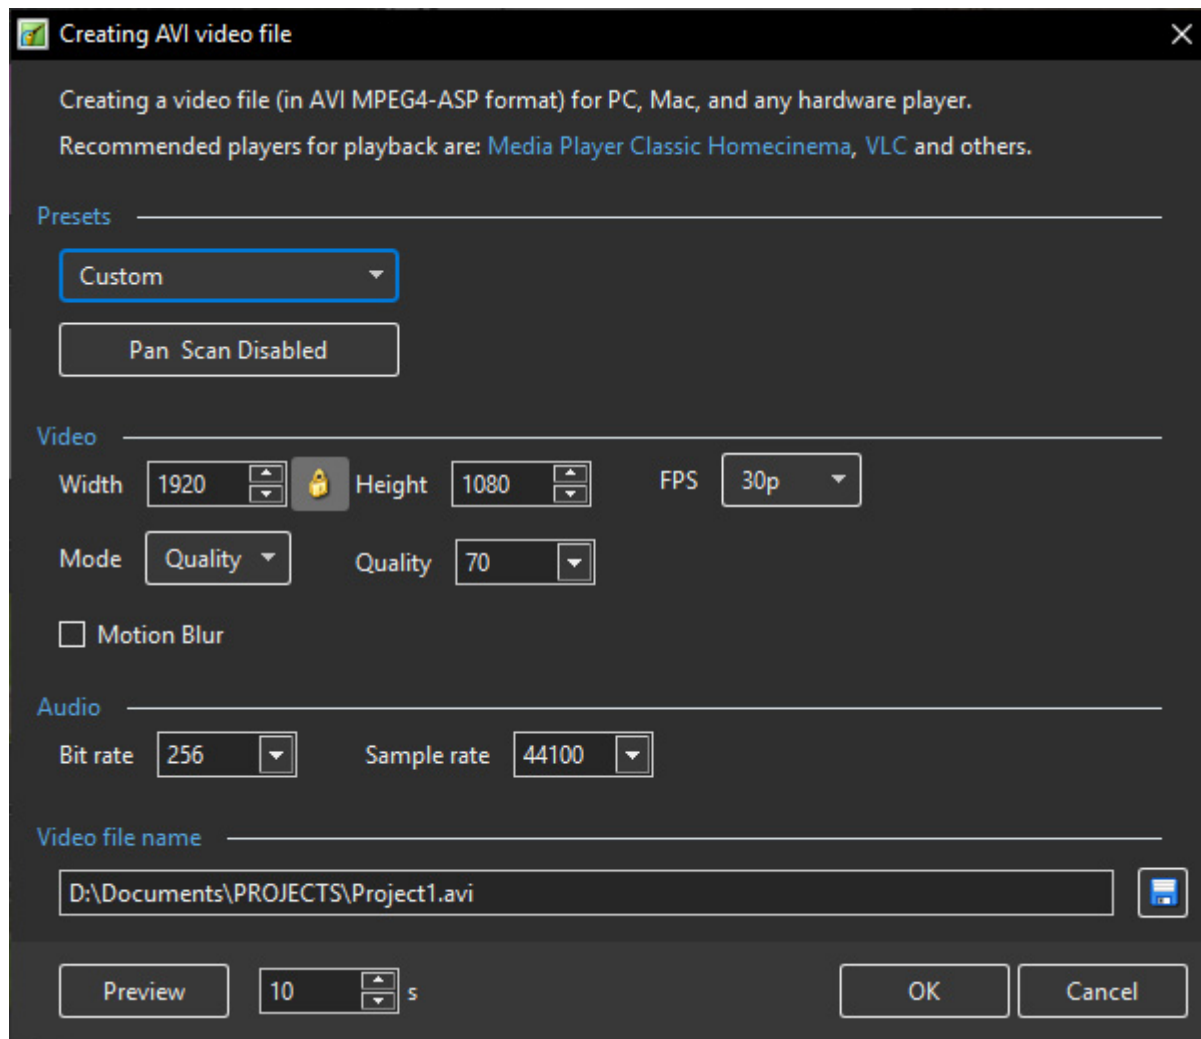 Creating AVI video file
Creating a video file (in AVI MPEG4-ASP format) for PC, Mac, and any hardware player.
Recommended players for playback are: Media Player Classic Homecinema, VLC and others.
Presets
Custom
Pan  Scan Disabled
Video
Width 1920 Height 1080 FPS 30p
Mode Quality Quality 70
Motion Blur
Audio
Bit rate 256 Sample rate 44100
Video file name
D:\Documents\PROJECTS\Project1.avi
Preview 10 s OK Cancel